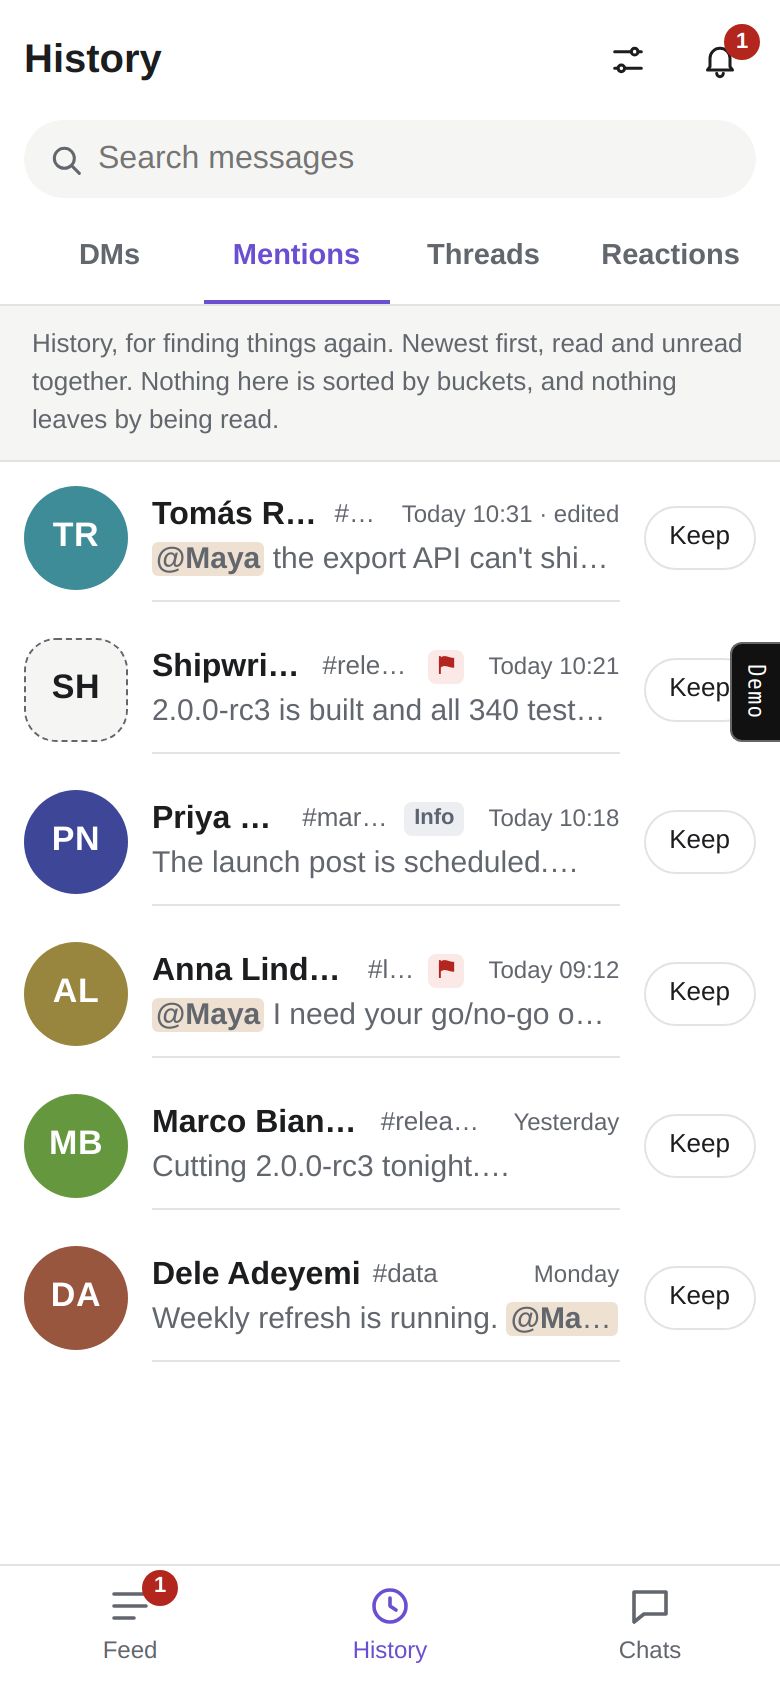 History
1
Search messages
DMs Mentions Threads Reactions
History, for finding things again. Newest first, read and unread
together. Nothing here is sorted by buckets, and nothing
leaves by being read.
TR
Tomás R… #… Today 10:31 · edited
@Maya the export API can't shi…
Keep
SH
Shipwri… #rele… Today 10:21
2.0.0-rc3 is built and all 340 test…
Keep
Demo
PN
Priya … #mar… Info Today 10:18
The launch post is scheduled.…
Keep
AL
Anna Lind… #l… Today 09:12
@Maya I need your go/no-go o…
Keep
MB
Marco Bian… #relea… Yesterday
Cutting 2.0.0-rc3 tonight.…
Keep
DA
Dele Adeyemi #data Monday
Weekly refresh is running. @Ma…
Keep
1
Feed History Chats